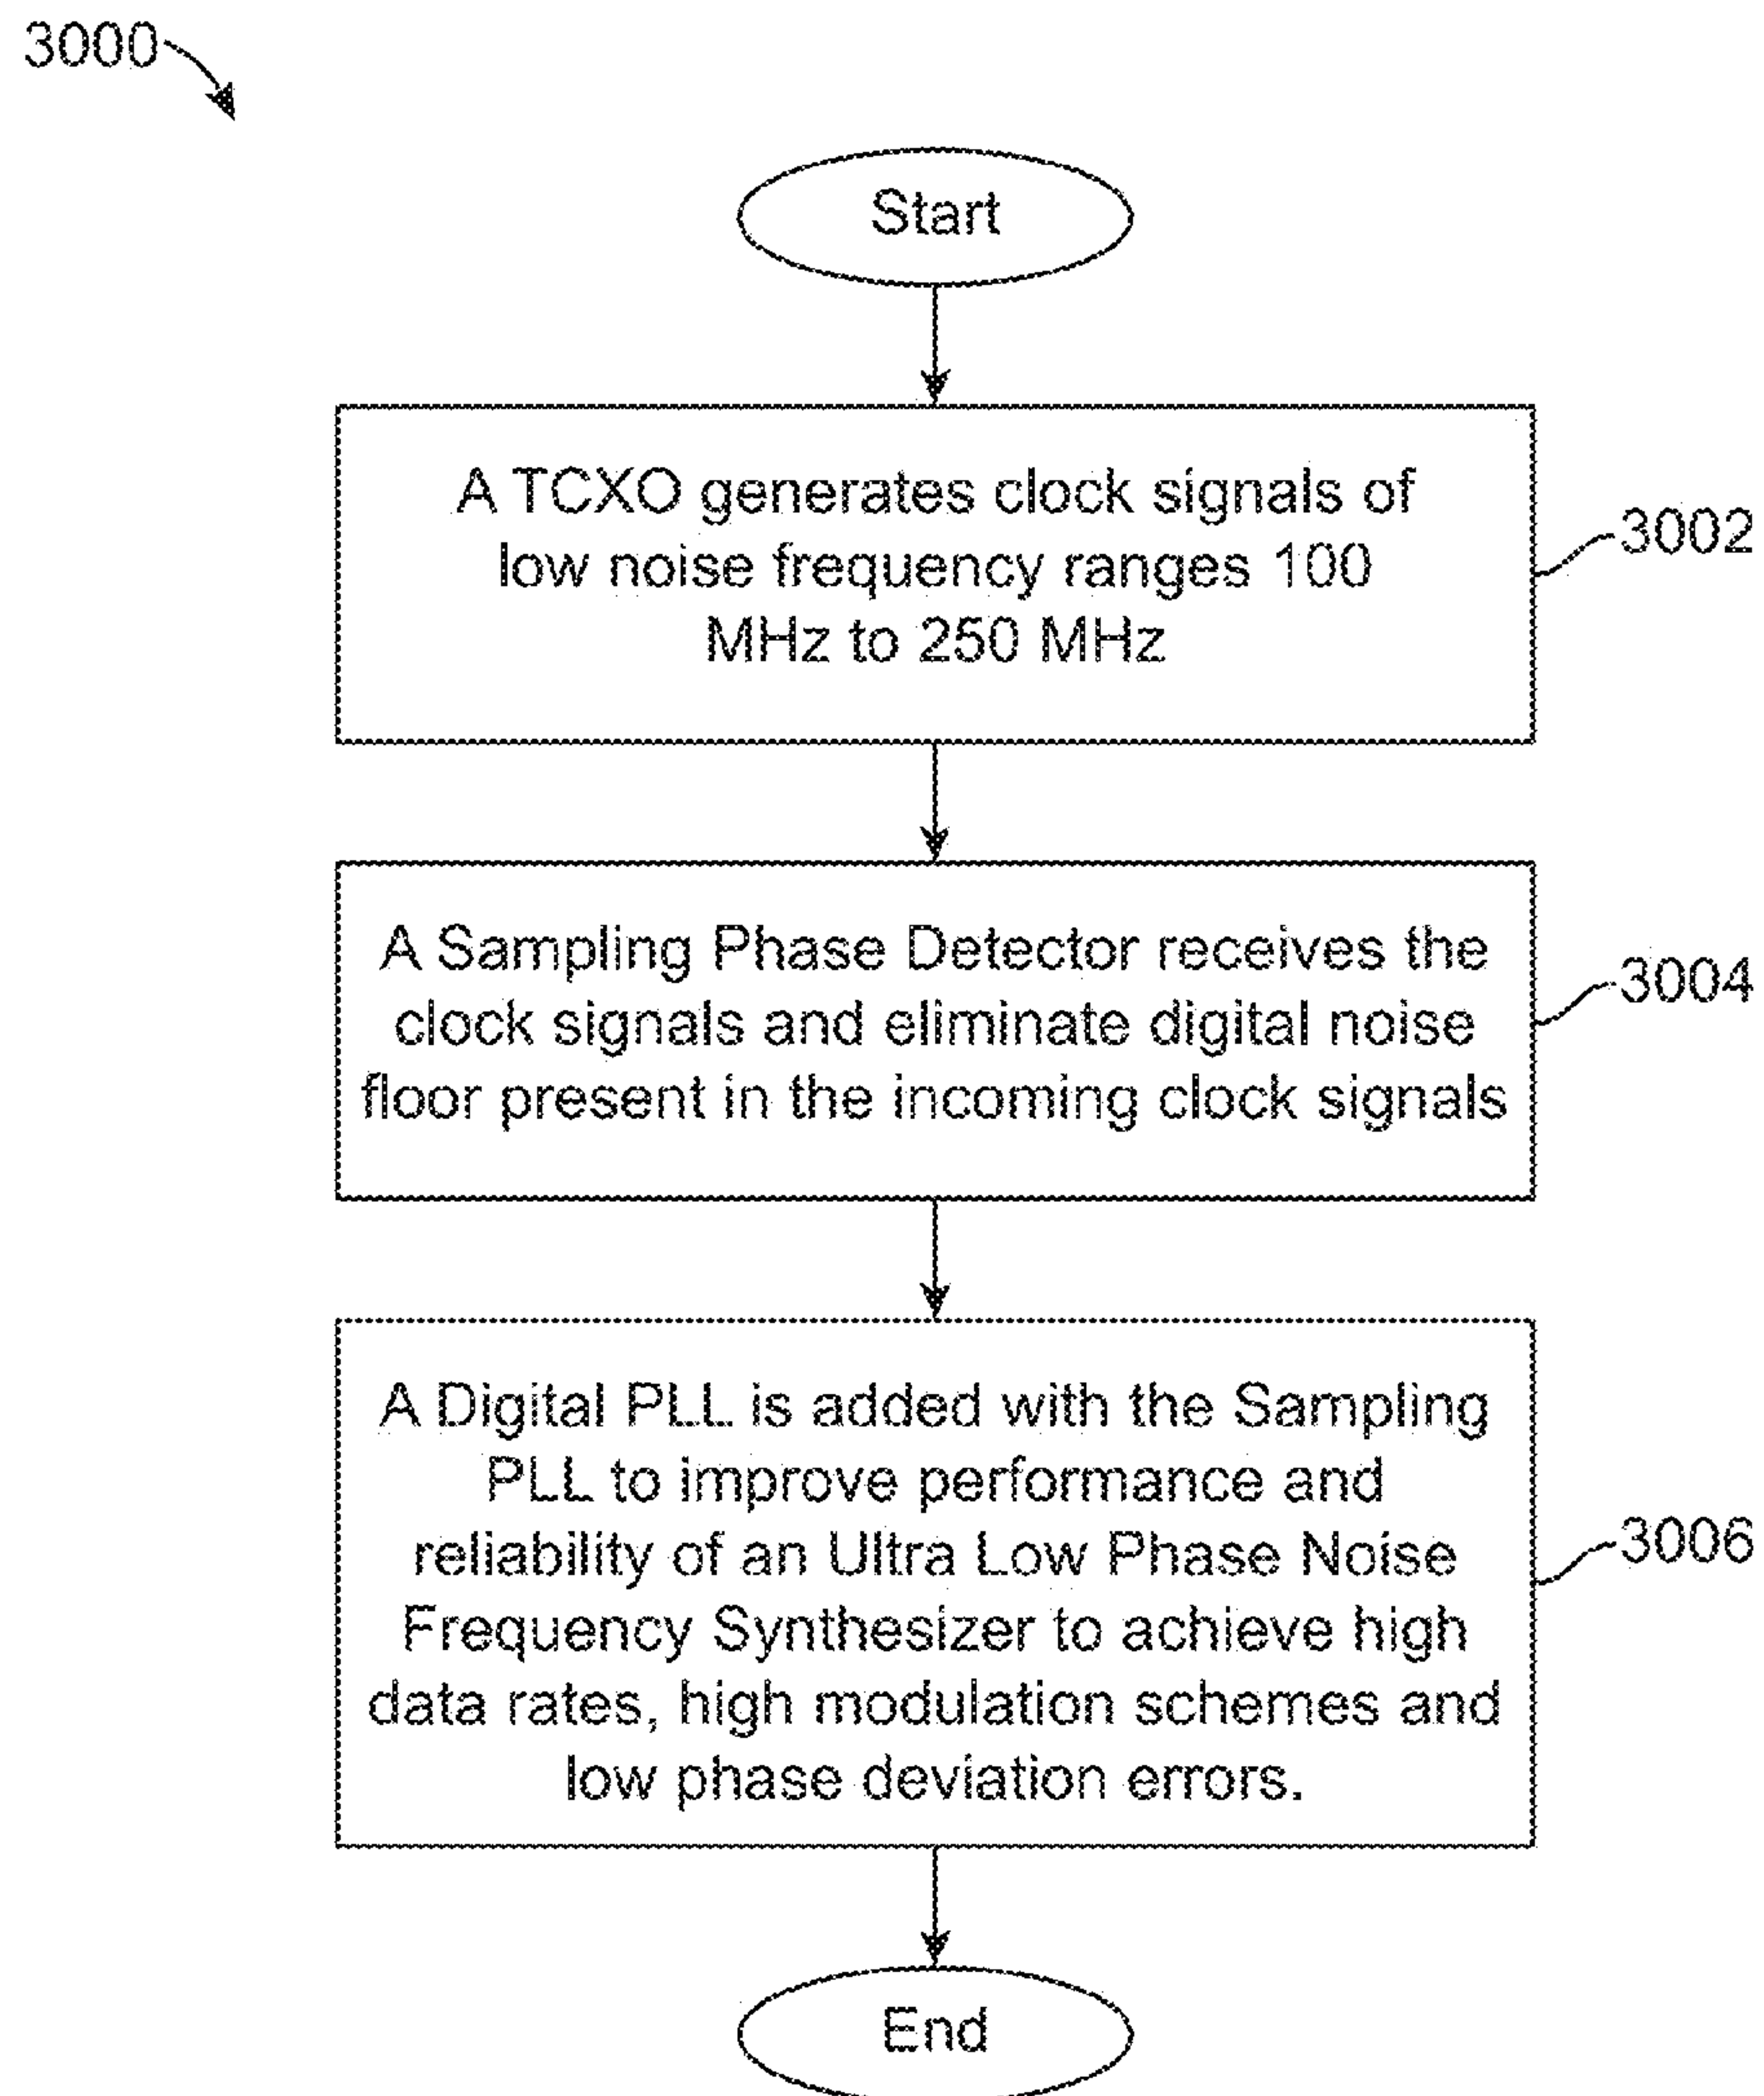 3000
Start
A TCXO generates clock signals of
low noise frequency ranges 100
MHz to 250 MHz
3002
A Sampling Phase Detector receives the
clock signals and eliminate digital noise
floor present in the incoming clock signals
3004
A Digital PLL is added with the Sampling
PLL to improve performance and
reliability of an Ultra Low Phase Noise
Frequency Synthesizer to achieve high
data rates, high modulation schemes and
low phase deviation errors.
3006
End